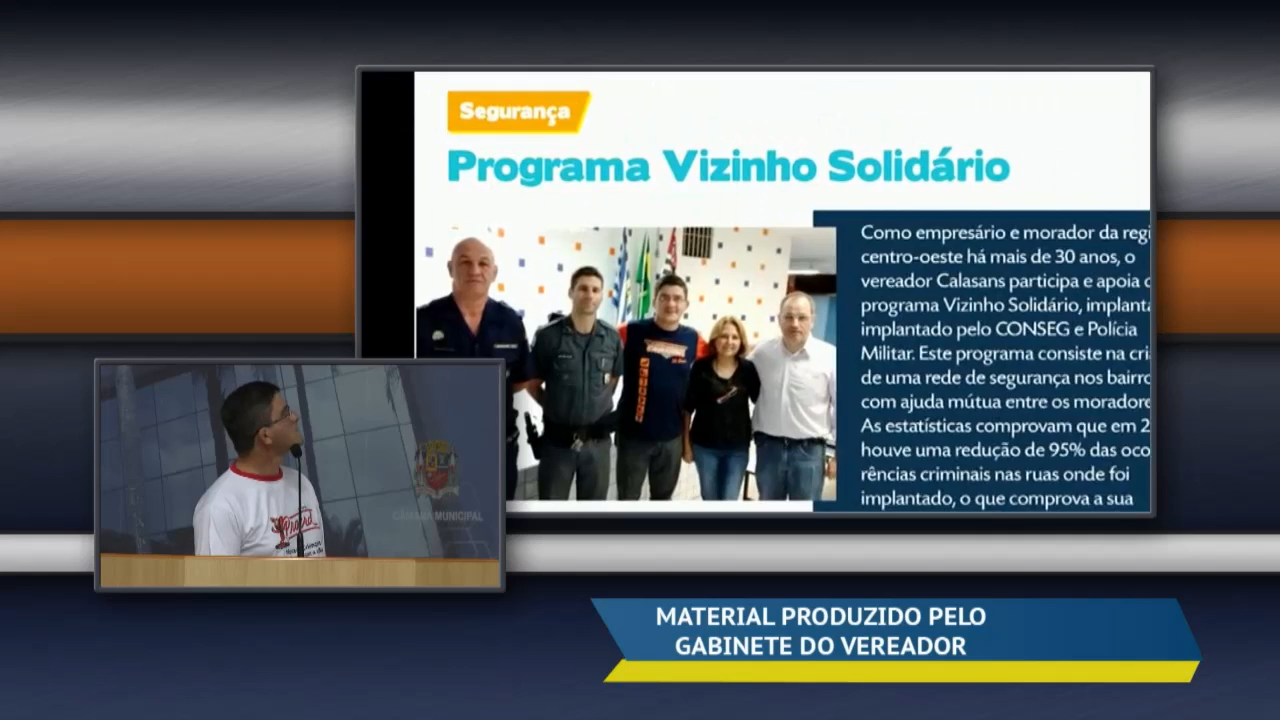 Segurança
Programa Vizinho Solidário
Como empresário e morador da regi
centro-oeste há mais de 30 anos, o
vereador Calasans participa e apoia o
programa Vizinho Solidário, implanta
implantado pelo CONSEG e Polícia
Militar. Este programa consiste na cri
de uma rede de segurança nos bairro
com ajuda mútua entre os moradore
As estatísticas comprovam que em 2
houve uma redução de 95% das oco
rências criminais nas ruas onde foi
implantado, o que comprova a sua
CÂMARA MUNICIPAL
MATERIAL PRODUZIDO PELO
GABINETE DO VEREADOR